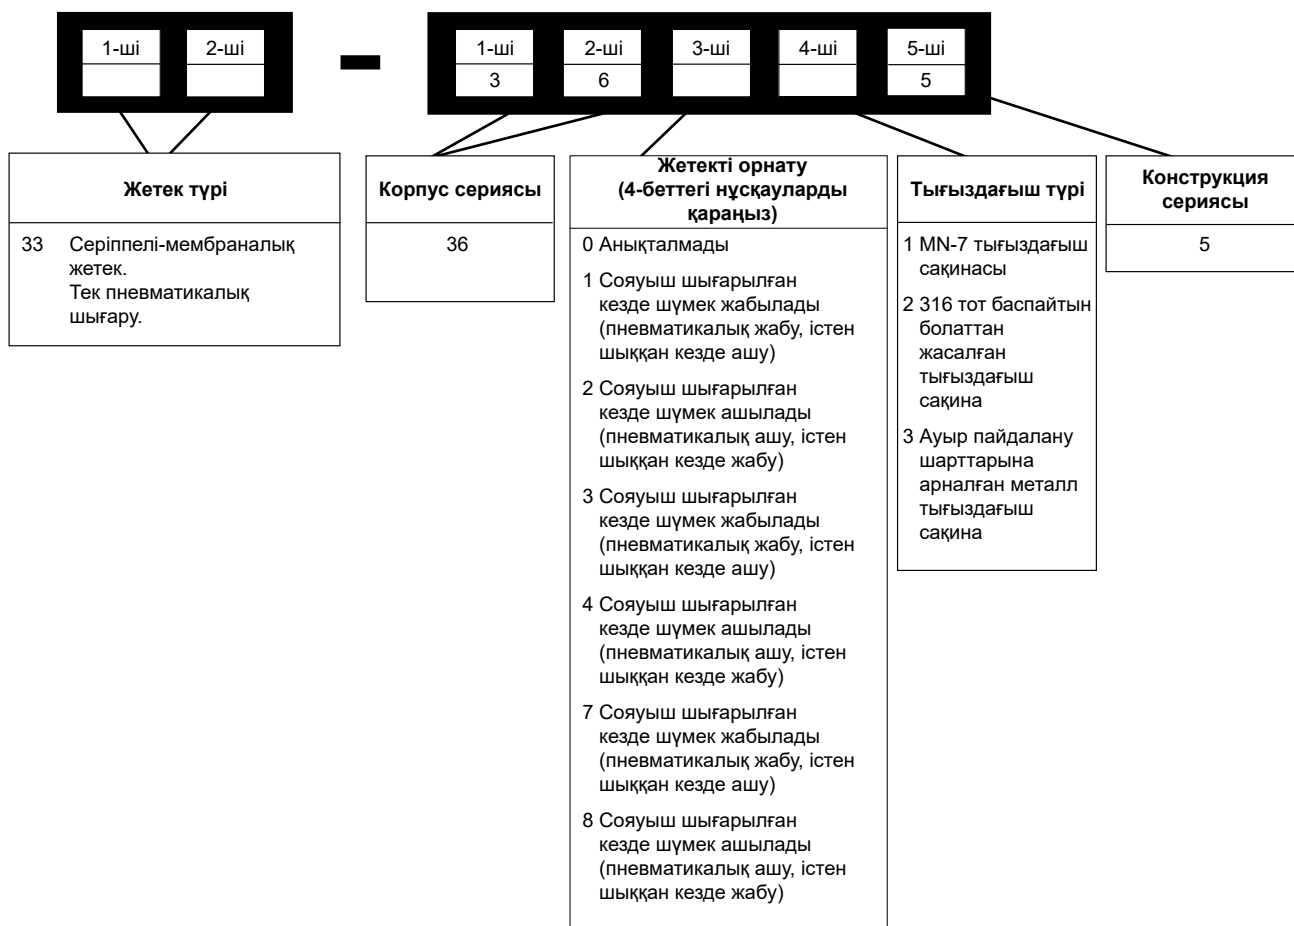 1-ші 2-ші
1-ші 2-ші 3-ші 4-ші 5-ші
3 6 5
Жетек түрі
33 Серіппелі-мембраналық
жетек.
Тек пневматикалық
шығару.
Корпус сериясы
36
Жетекті орнату
(4-беттегі нұсқауларды
қараңыз)
0 Анықталмады
1 Сояуыш шығарылған
кезде шүмек жабылады
(пневматикалық жабу, істен
шыққан кезде ашу)
2 Сояуыш шығарылған
кезде шүмек ашылады
(пневматикалық ашу, істен
шыққан кезде жабу)
3 Сояуыш шығарылған
кезде шүмек жабылады
(пневматикалық жабу, істен
шыққан кезде ашу)
4 Сояуыш шығарылған
кезде шүмек ашылады
(пневматикалық ашу, істен
шыққан кезде жабу)
7 Сояуыш шығарылған
кезде шүмек жабылады
(пневматикалық жабу, істен
шыққан кезде ашу)
8 Сояуыш шығарылған
кезде шүмек ашылады
(пневматикалық ашу, істен
шыққан кезде жабу)
Тығыздағыш түрі
1 MN-7 тығыздағыш
сақинасы
2 316 тот баспайтын
болаттан
жасалған
тығыздағыш
сақина
3 Ауыр пайдалану
шарттарына
арналған металл
тығыздағыш
сақина
Конструкция
сериясы
5